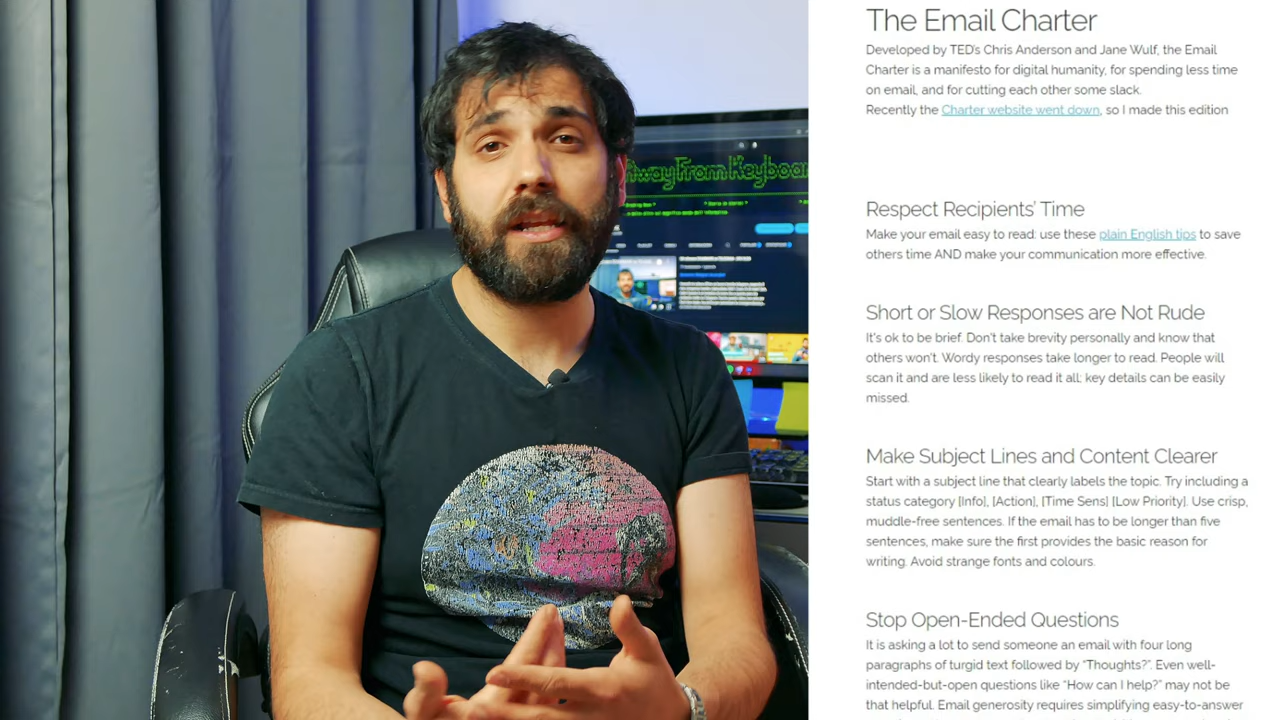 The Email Charter
Developed by TED's Chris Anderson and Jane Wulf, the Email
Charter is a manifesto for digital humanity, for spending less time
on email, and for cutting each other some slack.
Recently the Charter website went down, so I made this edition
Respect Recipients' Time
Make your email easy to read: use these plain English tips to save
others time AND make your communication more effective.
Short or Slow Responses are Not Rude
It's ok to be brief. Don't take brevity personally and know that
others won't. Wordy responses take longer to read. People will
scan it and are less likely to read it all; key details can be easily
missed.
Make Subject Lines and Content Clearer
Start with a subject line that clearly labels the topic. Try including a
status category [Info], [Action], [Time Sens] [Low Priority]. Use crisp,
muddle-free sentences. If the email has to be longer than five
sentences, make sure the first provides the basic reason for
writing. Avoid strange fonts and colours.
Stop Open-Ended Questions
It is asking a lot to send someone an email with four long
paragraphs of turgid text followed by "Thoughts?". Even well-
intended-but-open questions like "How can I help?" may not be
that helpful. Email generosity requires simplifying easy-to-answer
AwayFromKeyboar